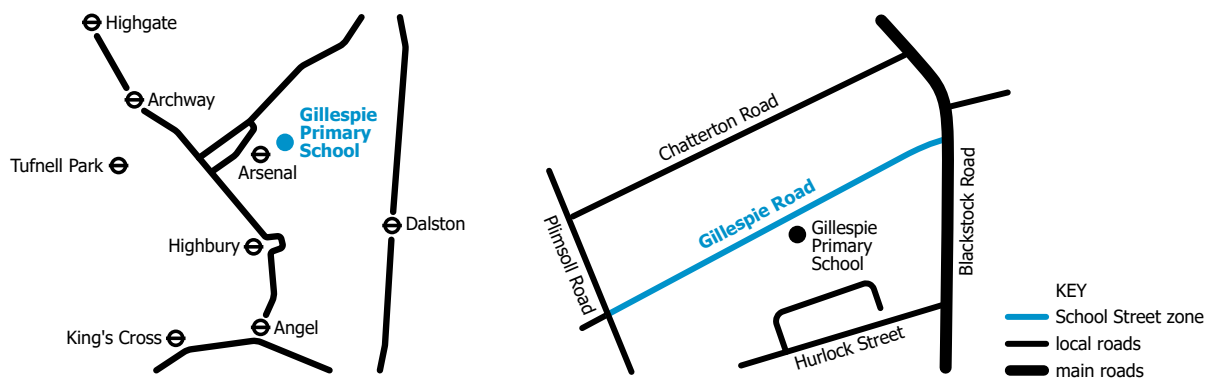 Highgate
Archway
Gillespie
Primary
School
Tufnell Park
Arsenal
Dalston
Highbury
King's Cross
Angel
Chatterton Road
Gillespie Road
Plimsoll Road
Blackstock Road
Gillespie
Primary
School
Hurlock Street
KEY
School Street zone
local roads
main roads